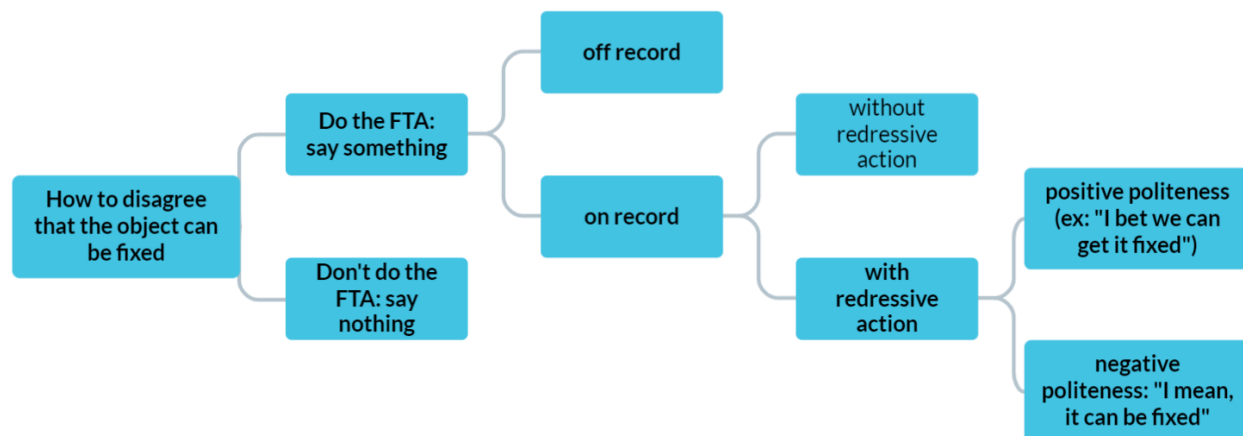 How to disagree
that the object can
be fixed
Do the FTA:
say something
Don't do the
FTA: say
nothing
off record
on record
without
redressive
action
with
redressive
action
positive politeness
(ex: "I bet we can
get it fixed")
negative
politeness: "I mean,
it can be fixed"